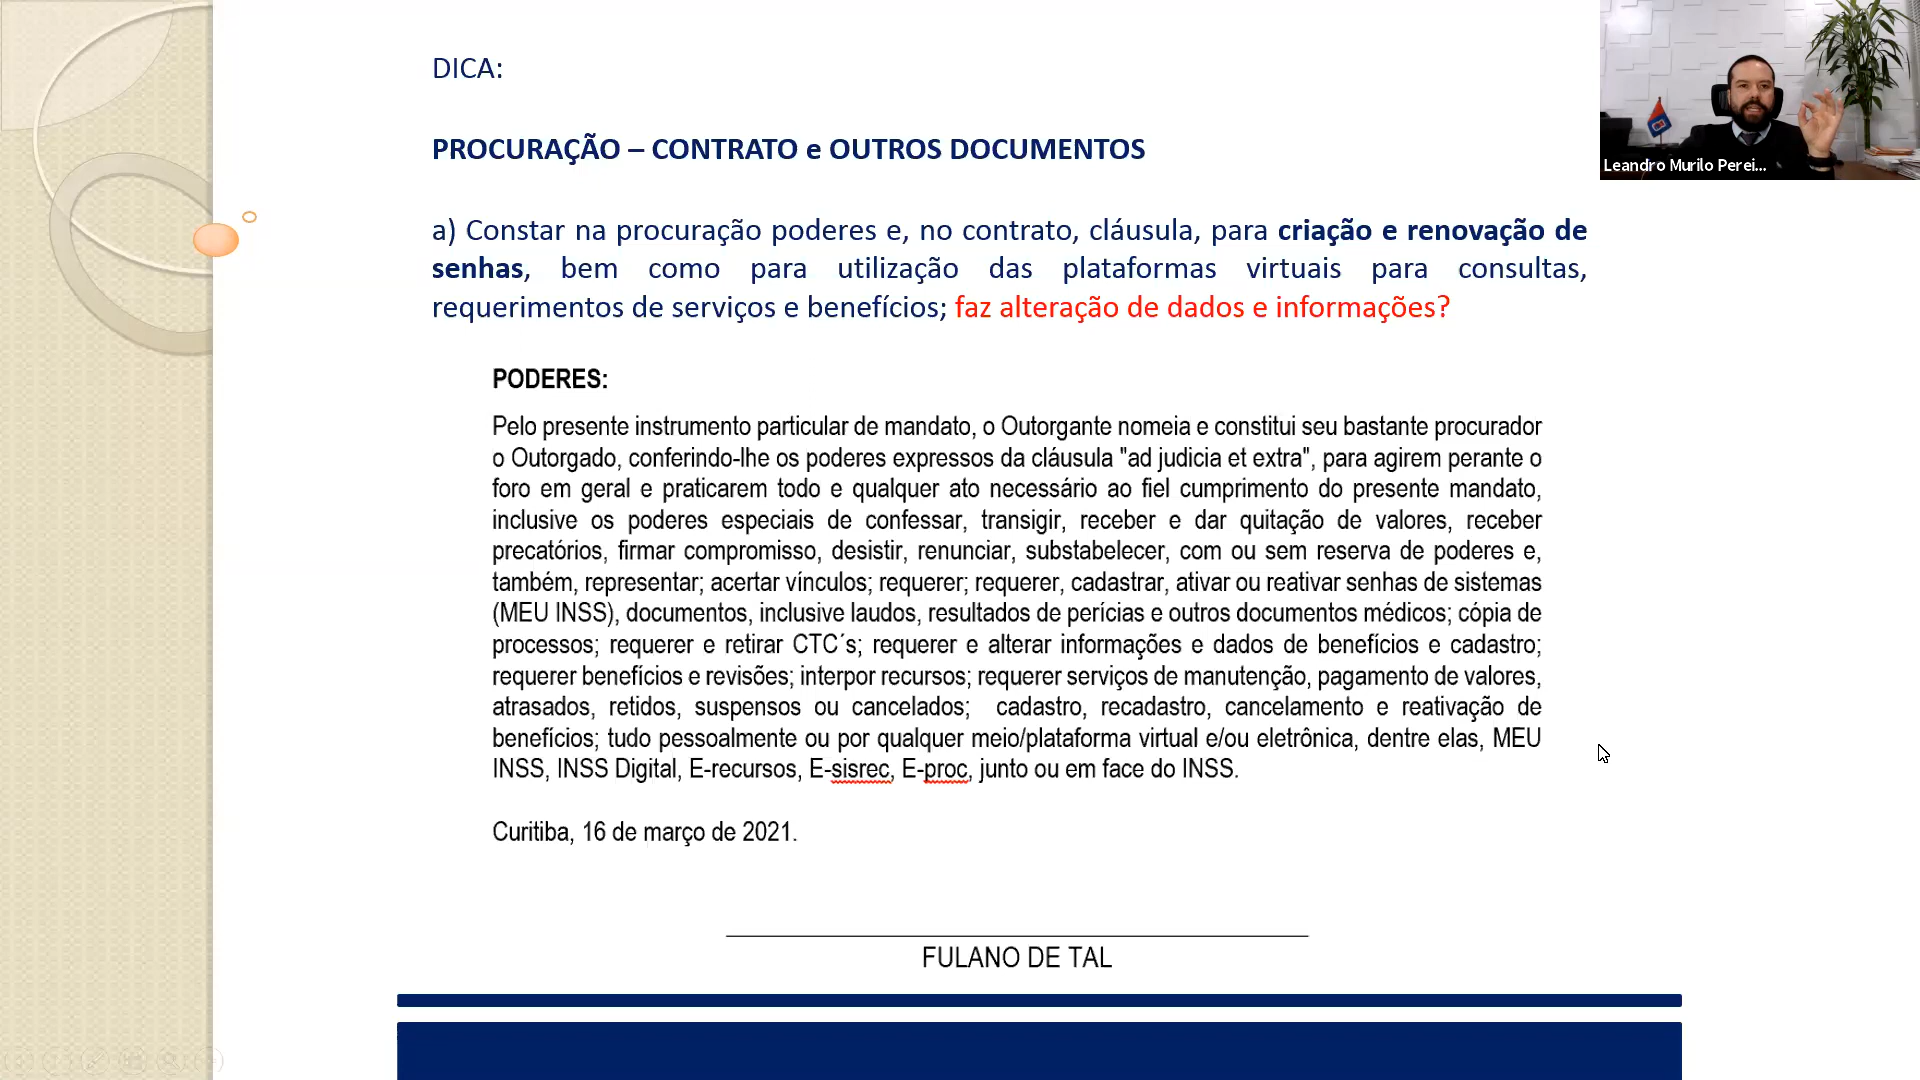 DICA:
Leandro Murilo Perei...
PROCURAÇÃO – CONTRATO e OUTROS DOCUMENTOS
a) Constar na procuração poderes e, no contrato, cláusula, para criação e renovação de
senhas, bem como para utilização das plataformas virtuais para consultas,
requerimentos de serviços e benefícios; faz alteração de dados e informações?
PODERES:
Pelo presente instrumento particular de mandato, o Outorgante nomeia e constitui seu bastante procurador
o Outorgado, conferindo-lhe os poderes expressos da cláusula "ad judicia et extra", para agirem perante o
foro em geral e praticarem todo e qualquer ato necessário ao fiel cumprimento do presente mandato,
inclusive os poderes especiais de confessar, transigir, receber e dar quitação de valores, receber
precatórios, firmar compromisso, desistir, renunciar, substabelecer, com ou sem reserva de poderes e,
também, representar; acertar vínculos; requerer; requerer, cadastrar, ativar ou reativar senhas de sistemas
(MEU INSS), documentos, inclusive laudos, resultados de perícias e outros documentos médicos; cópia de
processos; requerer e retirar CTC´s; requerer e alterar informações e dados de benefícios e cadastro;
requerer benefícios e revisões; interpor recursos; requerer serviços de manutenção, pagamento de valores,
atrasados, retidos, suspensos ou cancelados; cadastro, recadastro, cancelamento e reativação de
benefícios; tudo pessoalmente ou por qualquer meio/plataforma virtual e/ou eletrônica, dentre elas, MEU
INSS, INSS Digital, E-recursos, E-sisrec, E-proc, junto ou em face do INSS.
Curitiba, 16 de março de 2021.
FULANO DE TAL